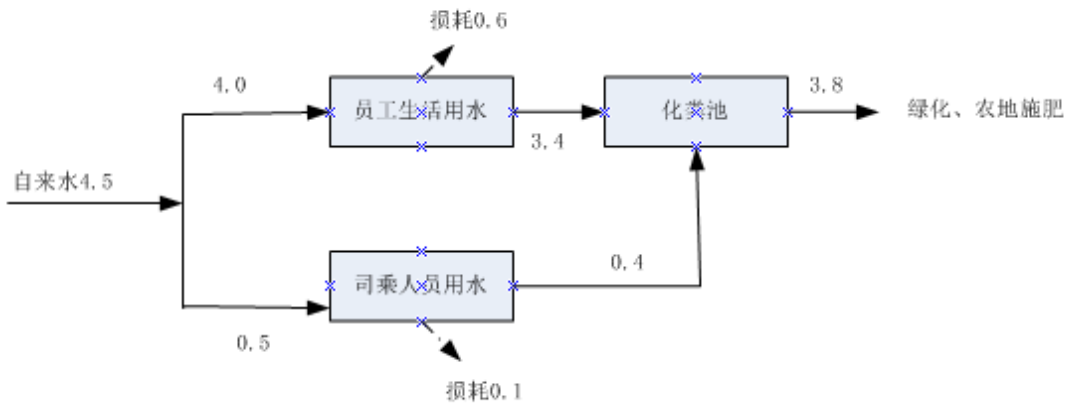 损耗0.6
4.0
员工生活用水
3.4
化粪池
3.8
绿化、农地施肥
自来水4.5
司乘人员用水
0.4
0.5
损耗0.1